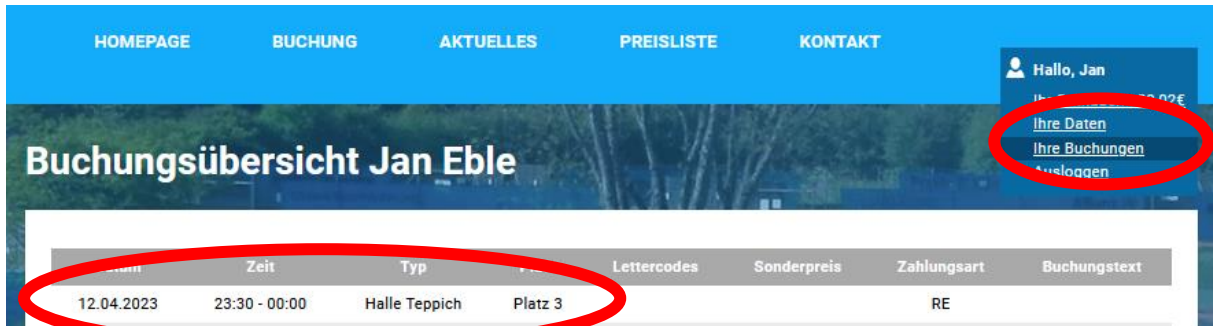 HOMEPAGE BUCHUNG AKTUELLES PREISLISTE KONTAKT
Hallo, Jan
Ihre Daten
Ihre Buchungen
Ausloggen
Buchungsübersicht Jan Eble
Zeit Typ Lettercodes Sonderpreis Zahlungsart Buchungstext
12.04.2023 23:30 - 00:00 Halle Teppich Platz 3 RE